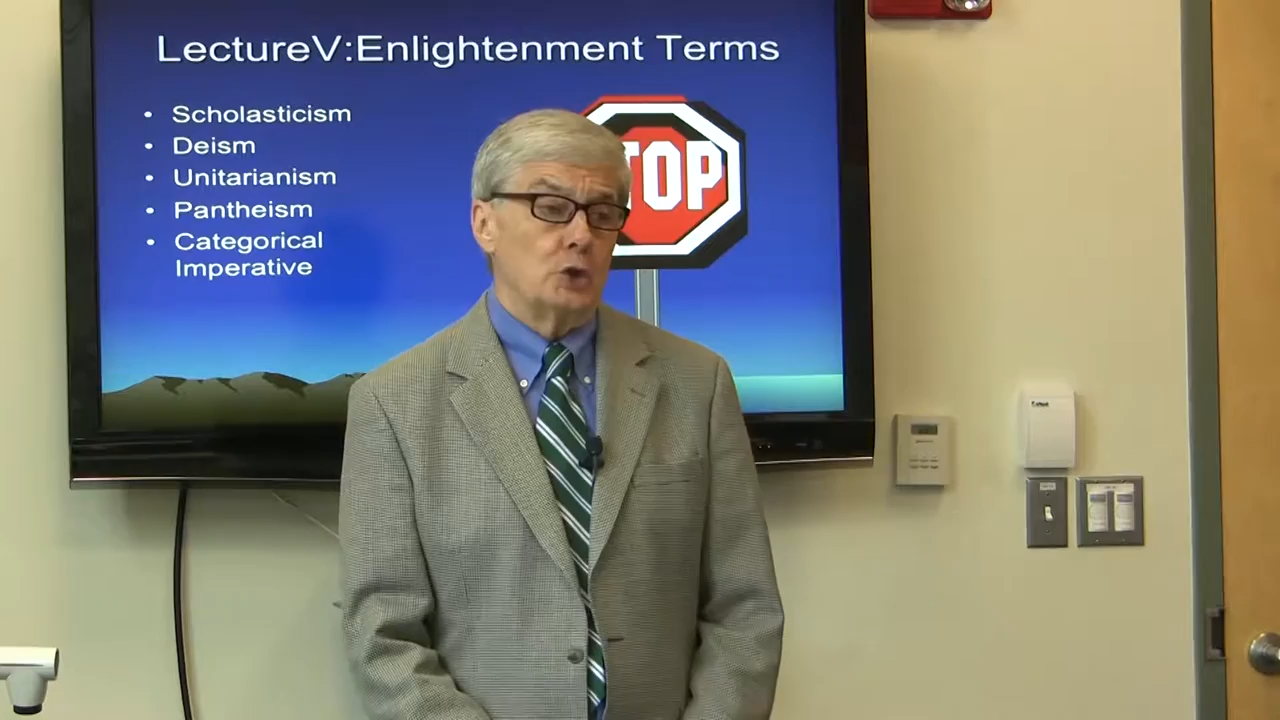 LectureV:Enlightenment Terms
• Scholasticism
• Deism
• Unitarianism
• Pantheism
• Categorical
Imperative
TOP